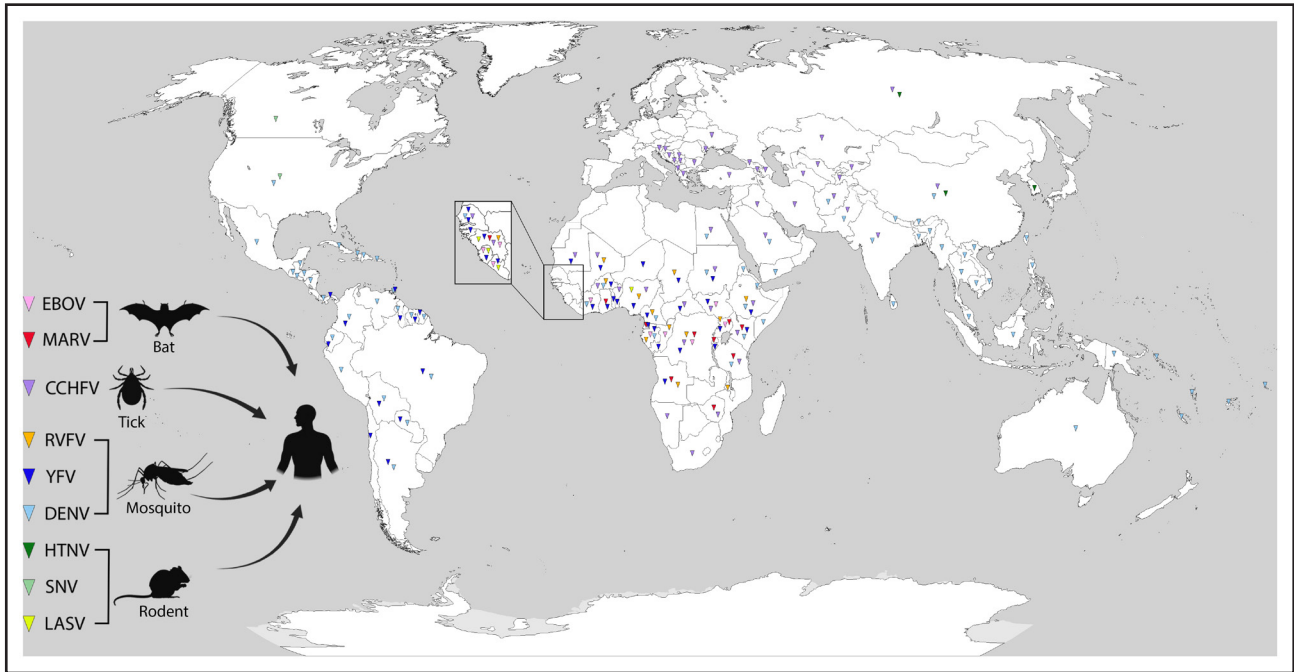 EBOV
MARV
Bat
CCHFV
Tick
RVFV
YFV
DENV
Mosquito
HTNV
SNV
LASV
Rodent